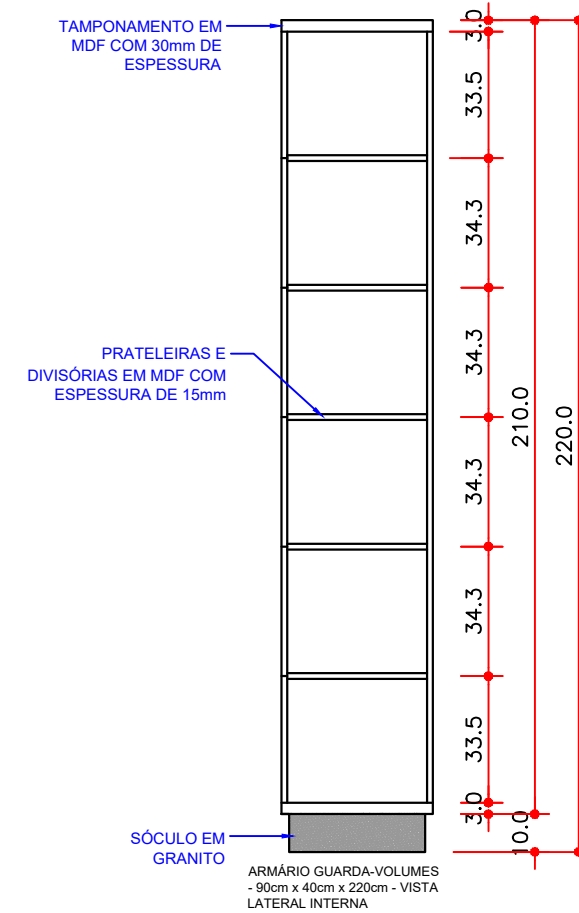 TAMPONAMENTO EM
MDF COM 30mm DE
ESPESSURA
3.0
33.5
34.3
34.3
PRATELEIRAS E
DIVISÓRIAS EM MDF COM
ESPESSURA DE 15mm
34.3
34.3
33.5
3.0
210.0
220.0
10.0
SÓCULO EM
GRANITO
ARMÁRIO GUARDA-VOLUMES
- 90cm x 40cm x 220cm - VISTA
LATERAL INTERNA